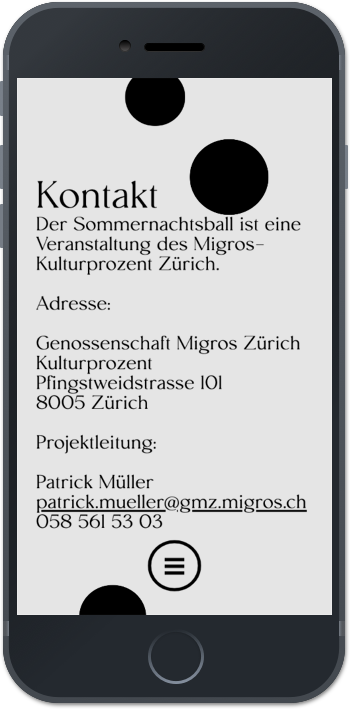 Kontakt
Der Sommernachtsball ist eine
Veranstaltung des Migros-
Kulturprozent Zürich.
Adresse:
Genossenschaft Migros Zürich
Kulturprozent
Pfingstweidstrasse 101
8005 Zürich
Projektleitung:
Patrick Müller
patrick.mueller@gmz.migros.ch
058 561 53 03